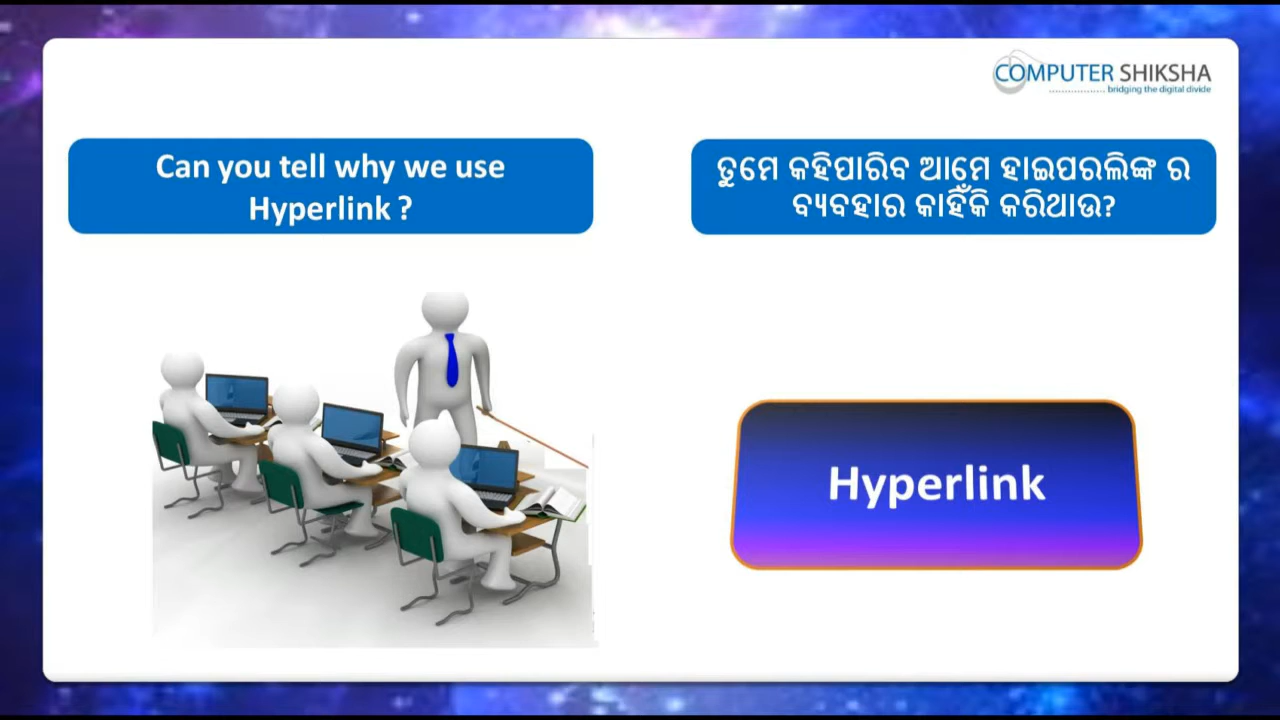 COMPUTER SHIKSHA
bridging the digital divide
Can you tell why we use
Hyperlink ?
ତୁମେ କହିପାରିବ ଆମେ ହାଇପରଲିଙ୍କ ର
ବ୍ୟବହାର କାହିଁକି କରିଥାଉ?
Hyperlink